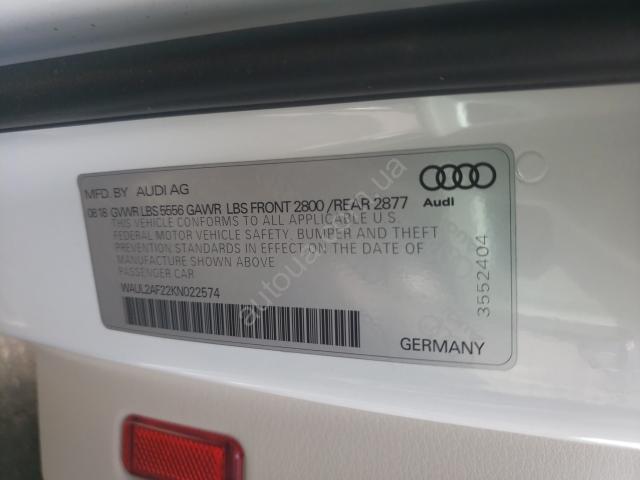 MFD. BY AUDI AG
08 18 GVWR LBS 5556 GAWR LBS FRONT 2800 /REAR 2877
THIS VEHICLE CONFORMS TO ALL APPLICABLE U.S.
FEDERAL MOTOR VEHICLE SAFETY, BUMPER AND THEFT
PREVENTION STANDARDS IN EFFECT ON THE DATE OF
MANUFACTURE SHOWN ABOVE
PASSENGER CAR
WAUL2AF22KN022574
Audi
3552404
GERMANY
autoua.com.ua